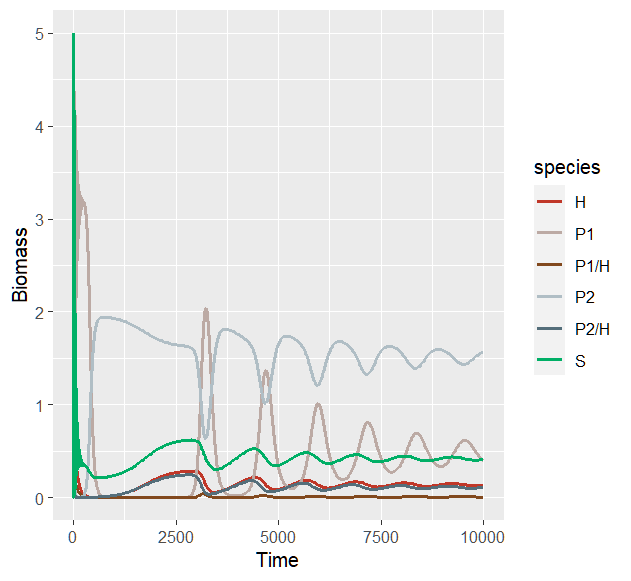 5
4
3
2
1
0
Biomass
0
2500
5000
7500
10000
Time
species
H
P1
P1/H
P2
P2/H
S